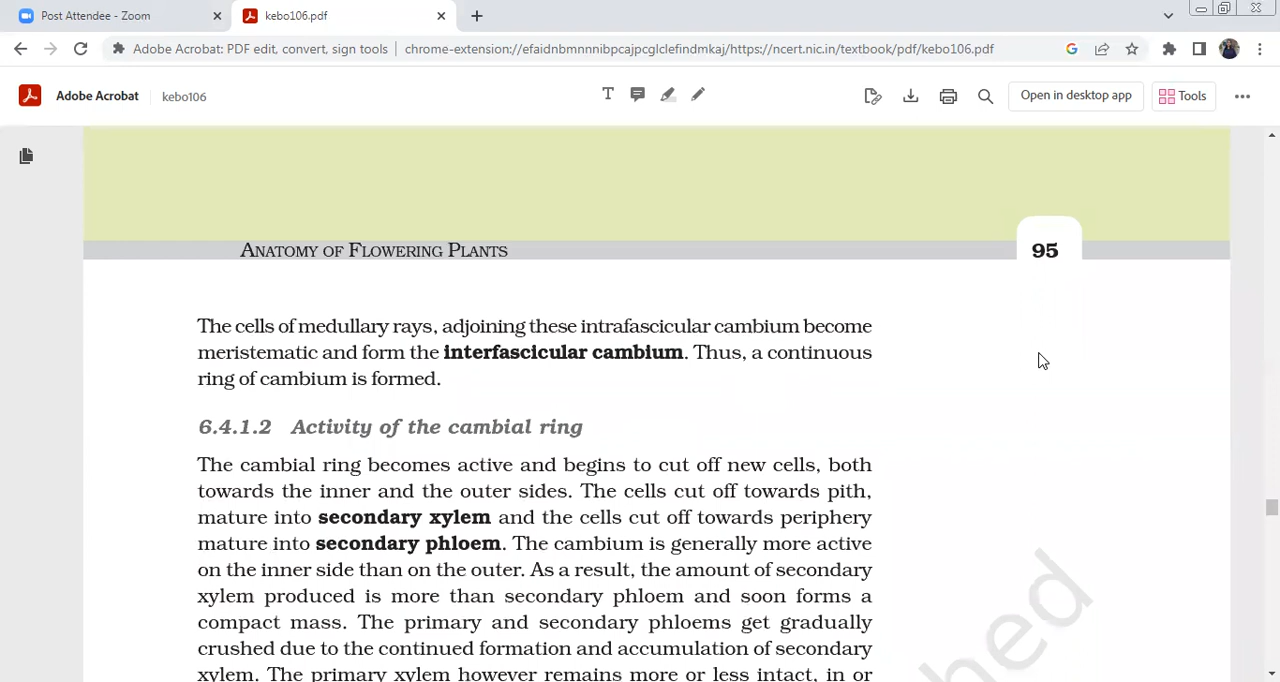 Post Attendee - Zoom
kebo106.pdf
Adobe Acrobat: PDF edit, convert, sign tools
chrome-extension://efaidnbmnnnibpcajpcglclefindmkaj/https://ncert.nic.in/textbook/pdf/kebo106.pdf
Adobe Acrobat
kebo106
Open in desktop app
Tools
ANATOMY OF FLOWERING PLANTS
95
The cells of medullary rays, adjoining these intrafascicular cambium become
meristematic and form the interfascicular cambium. Thus, a continuous
ring of cambium is formed.
6.4.1.2 Activity of the cambial ring
The cambial ring becomes active and begins to cut off new cells, both
towards the inner and the outer sides. The cells cut off towards pith,
mature into secondary xylem and the cells cut off towards periphery
mature into secondary phloem. The cambium is generally more active
on the inner side than on the outer. As a result, the amount of secondary
xylem produced is more than secondary phloem and soon forms a
compact mass. The primary and secondary phloems get gradually
crushed due to the continued formation and accumulation of secondary
xylem. The primary xylem however remains more or less intact, in or
hed